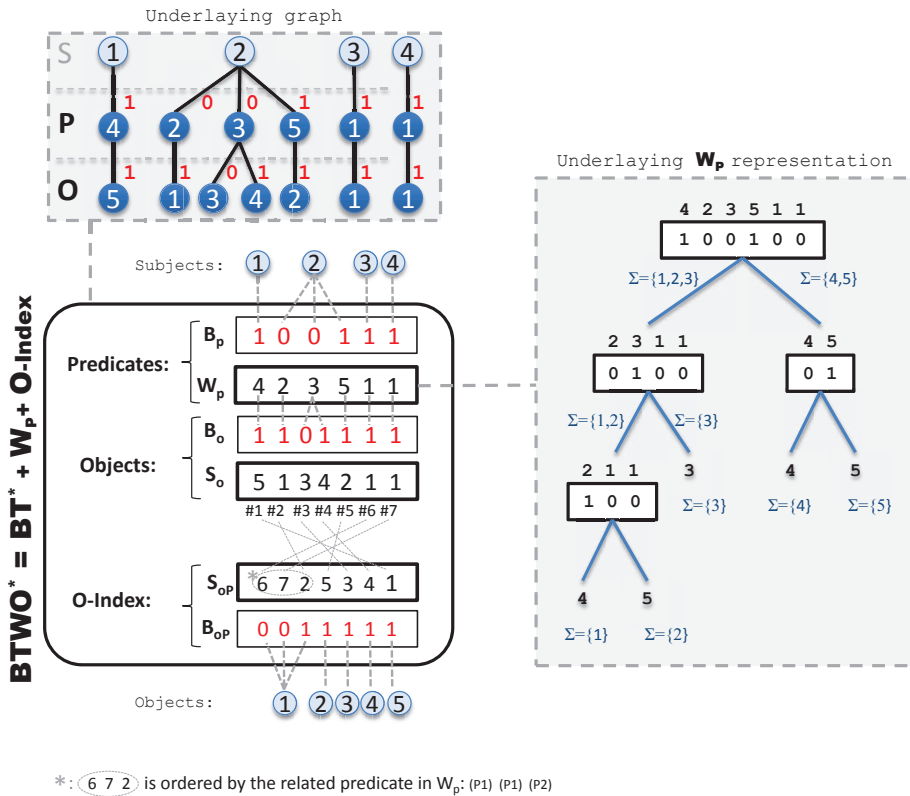 Underlaying graph
S 1 2 3 4
1 0 0 1 1 1
P 4 2 3 5 1 1
1 1 0 1 1 1 1
O 5 1 3 4 2 1 1
Subjects: 1 2 3 4
BTWO* = BT* + Wp+ O-Index
Predicates:
Bp 1 0 0 1 1 1
Wp 4 2 3 5 1 1
Objects:
Bo 1 1 0 1 1 1 1
So 5 1 3 4 2 1 1
#1 #2 #3 #4 #5 #6 #7
O-Index:
SoP * 6 7 2 5 3 4 1
BoP 0 0 1 1 1 1 1
Objects: 1 2 3 4 5
Underlaying Wp representation
4 2 3 5 1 1
1 0 0 1 0 0
Σ={1,2,3} Σ={4,5}
2 3 1 1 4 5
0 1 0 0 0 1
Σ={1,2} Σ={3}
2 1 1 3 4 5
1 0 0 Σ={3} Σ={4} Σ={5}
4 5
Σ={1} Σ={2}
*: 6 7 2 is ordered by the related predicate in Wp: (P1) (P1) (P2)